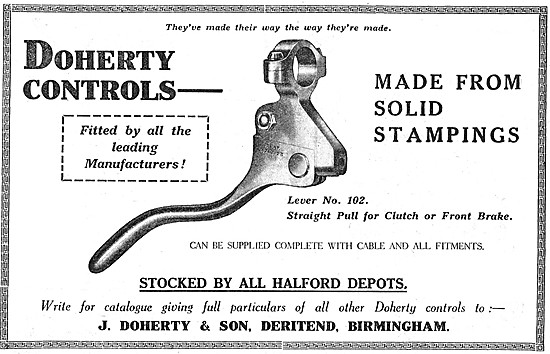 They've made their way the way they're made.
DOHERTY
CONTROLS—
Fitted by all the
leading
Manufacturers!
MADE FROM
SOLID
STAMPINGS
Lever No. 102.
Straight Pull for Clutch or Front Brake.
CAN BE SUPPLIED COMPLETE WITH CABLE AND ALL FITMENTS.
STOCKED BY ALL HALFORD DEPOTS.
Write for catalogue giving full particulars of all other Doherty controls to :—
J. DOHERTY & SON, DERITEND, BIRMINGHAM.